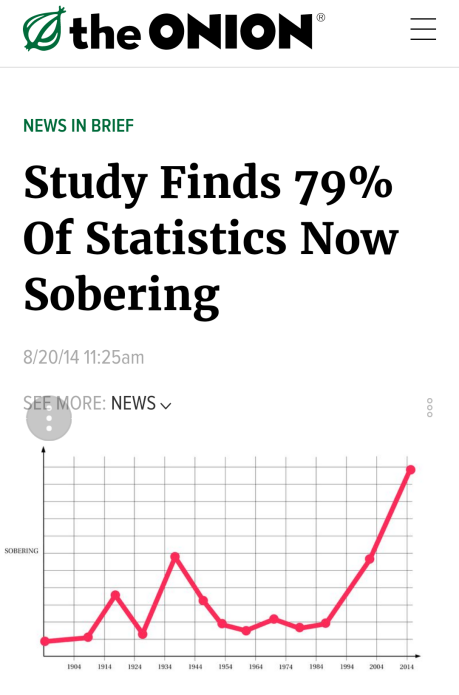 the ONION®
NEWS IN BRIEF
Study Finds 79%
Of Statistics Now
Sobering
8/20/14 11:25am
SEE MORE: NEWS
SOBERING
1904 1914 1924 1934 1944 1954 1964 1974 1984 1994 2004 2014